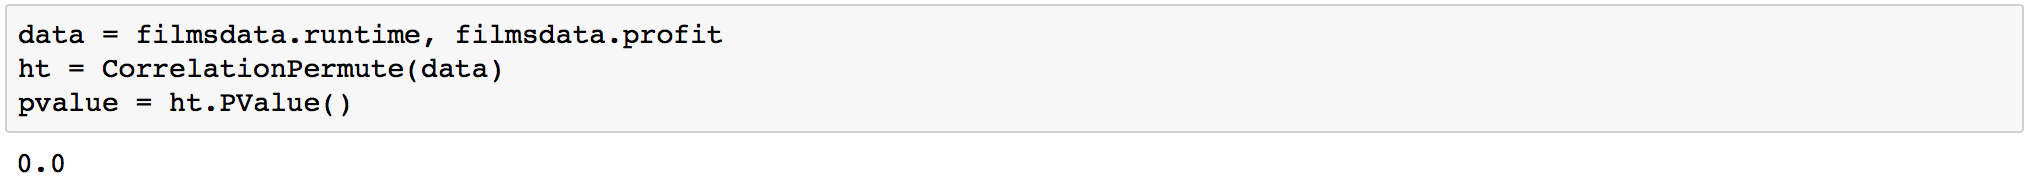 data = filmsdata.runtime, filmsdata.profit
ht = CorrelationPermute(data)
pvalue = ht.PValue()
0.0